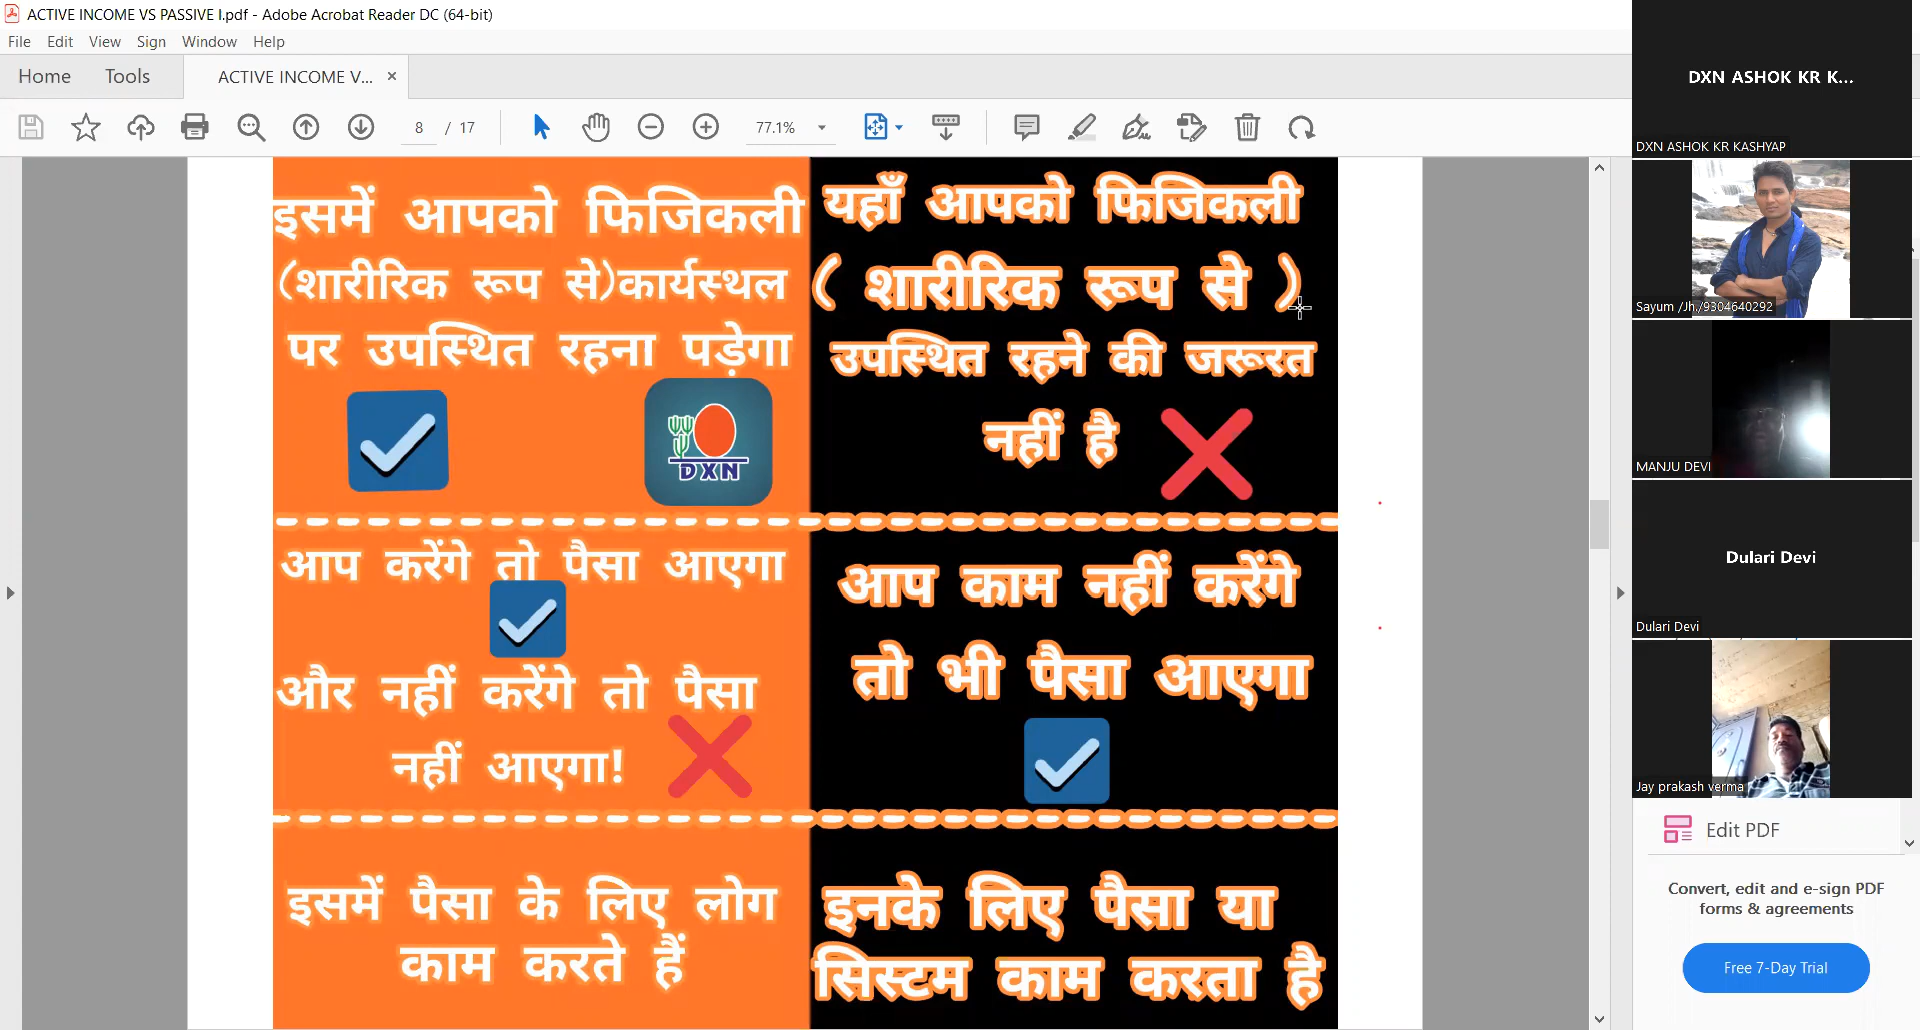 ACTIVE INCOME VS PASSIVE I.pdf - Adobe Acrobat Reader DC (64-bit)
File Edit View Sign Window Help
Home Tools ACTIVE INCOME V... ×
8 / 17 77.1%
इसमें आपको फिजिकली
(शारीरिक रूप से)कार्यस्थल
पर उपस्थित रहना पड़ेगा
DXN
यहाँ आपको फिजिकली
( शारीरिक रूप से )
उपस्थित रहने की जरूरत
नहीं है
आप करेंगे तो पैसा आएगा
और नहीं करेंगे तो पैसा
नहीं आएगा!
आप काम नहीं करेंगे
तो भी पैसा आएगा
इसमें पैसा के लिए लोग
काम करते हैं
इनके लिए पैसा या
सिस्टम काम करता है
DXN ASHOK KR K...
DXN ASHOK KR KASHYAP
Sayum /Jh./9304640292
MANJU DEVI
Dulari Devi
Dulari Devi
Jay prakash verma
Edit PDF
Convert, edit and e-sign PDF
forms & agreements
Free 7-Day Trial